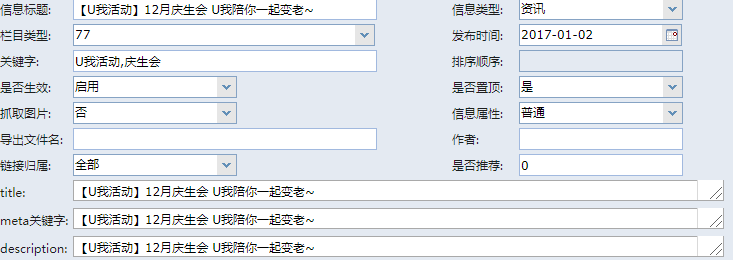 信息标题: 【U我活动】12月庆生会 U我陪你一起变老~ 信息类型: 资讯
栏目类型: 77 发布时间: 2017-01-02
关键字: U我活动,庆生会 排序顺序:
是否生效: 启用 是否置顶: 是
抓取图片: 否 信息属性: 普通
导出文件名: 作者:
链接归属: 全部 是否推荐: 0
title: 【U我活动】12月庆生会 U我陪你一起变老~
meta关键字: 【U我活动】12月庆生会 U我陪你一起变老~
description: 【U我活动】12月庆生会 U我陪你一起变老~